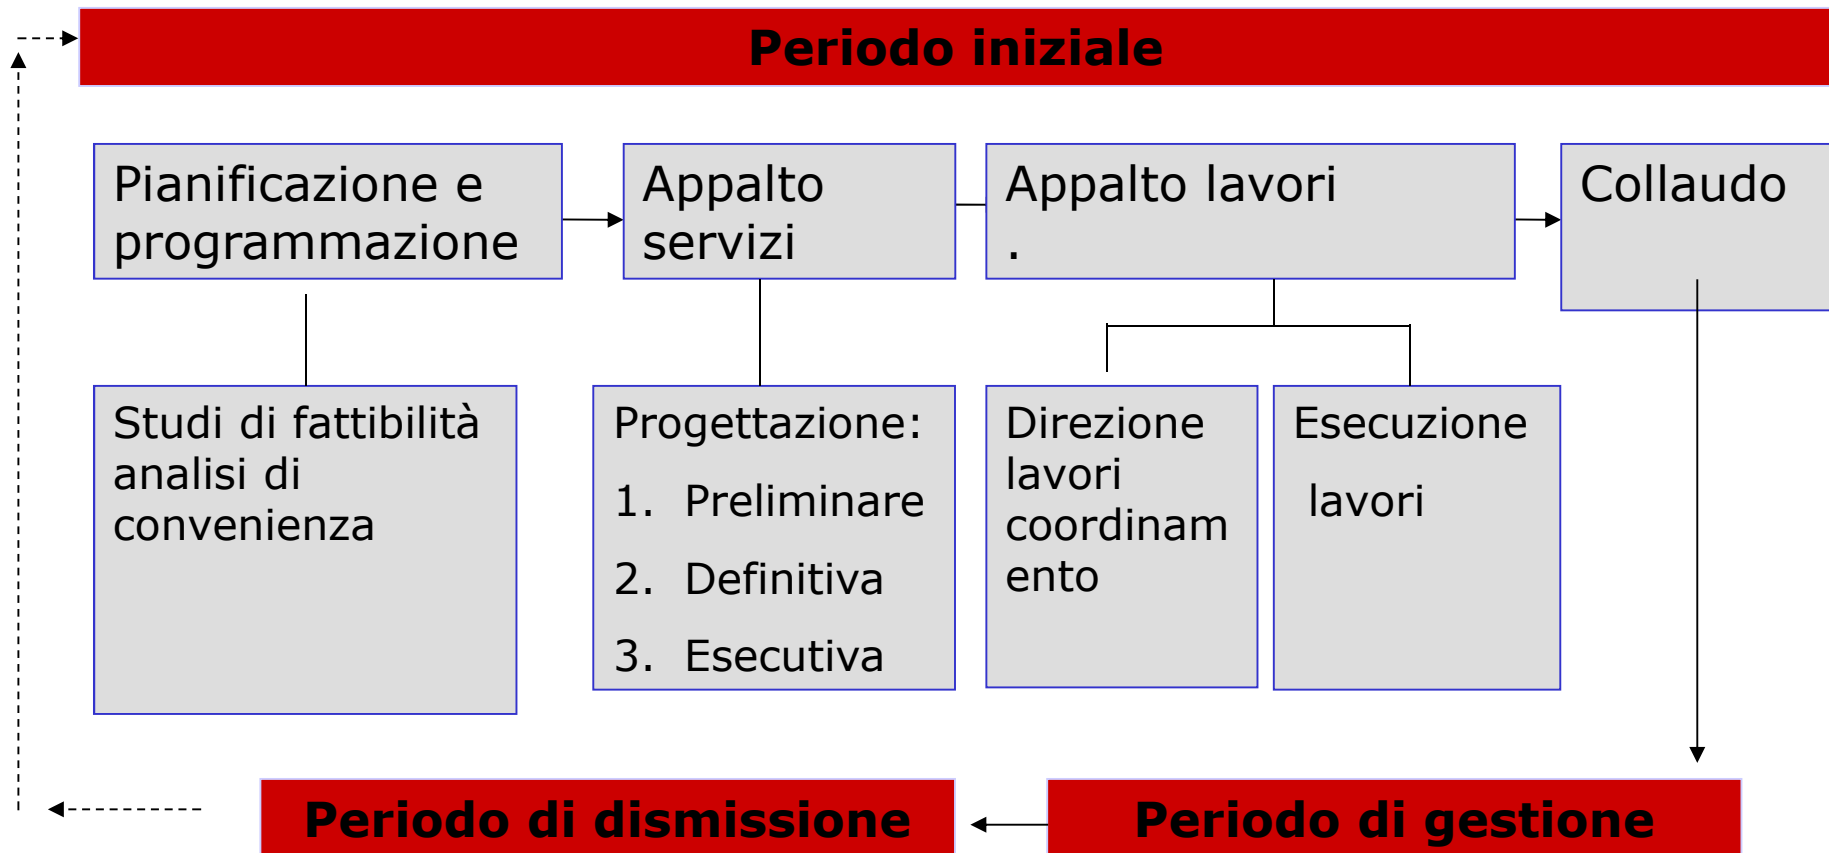 Periodo iniziale
Pianificazione e
programmazione
Appalto
servizi
Appalto lavori
.
Collaudo
Studi di fattibilità
analisi di
convenienza
Progettazione:
1. Preliminare
2. Definitiva
3. Esecutiva
Direzione
lavori
coordinam
ento
Esecuzione
lavori
Periodo di dismissione
Periodo di gestione